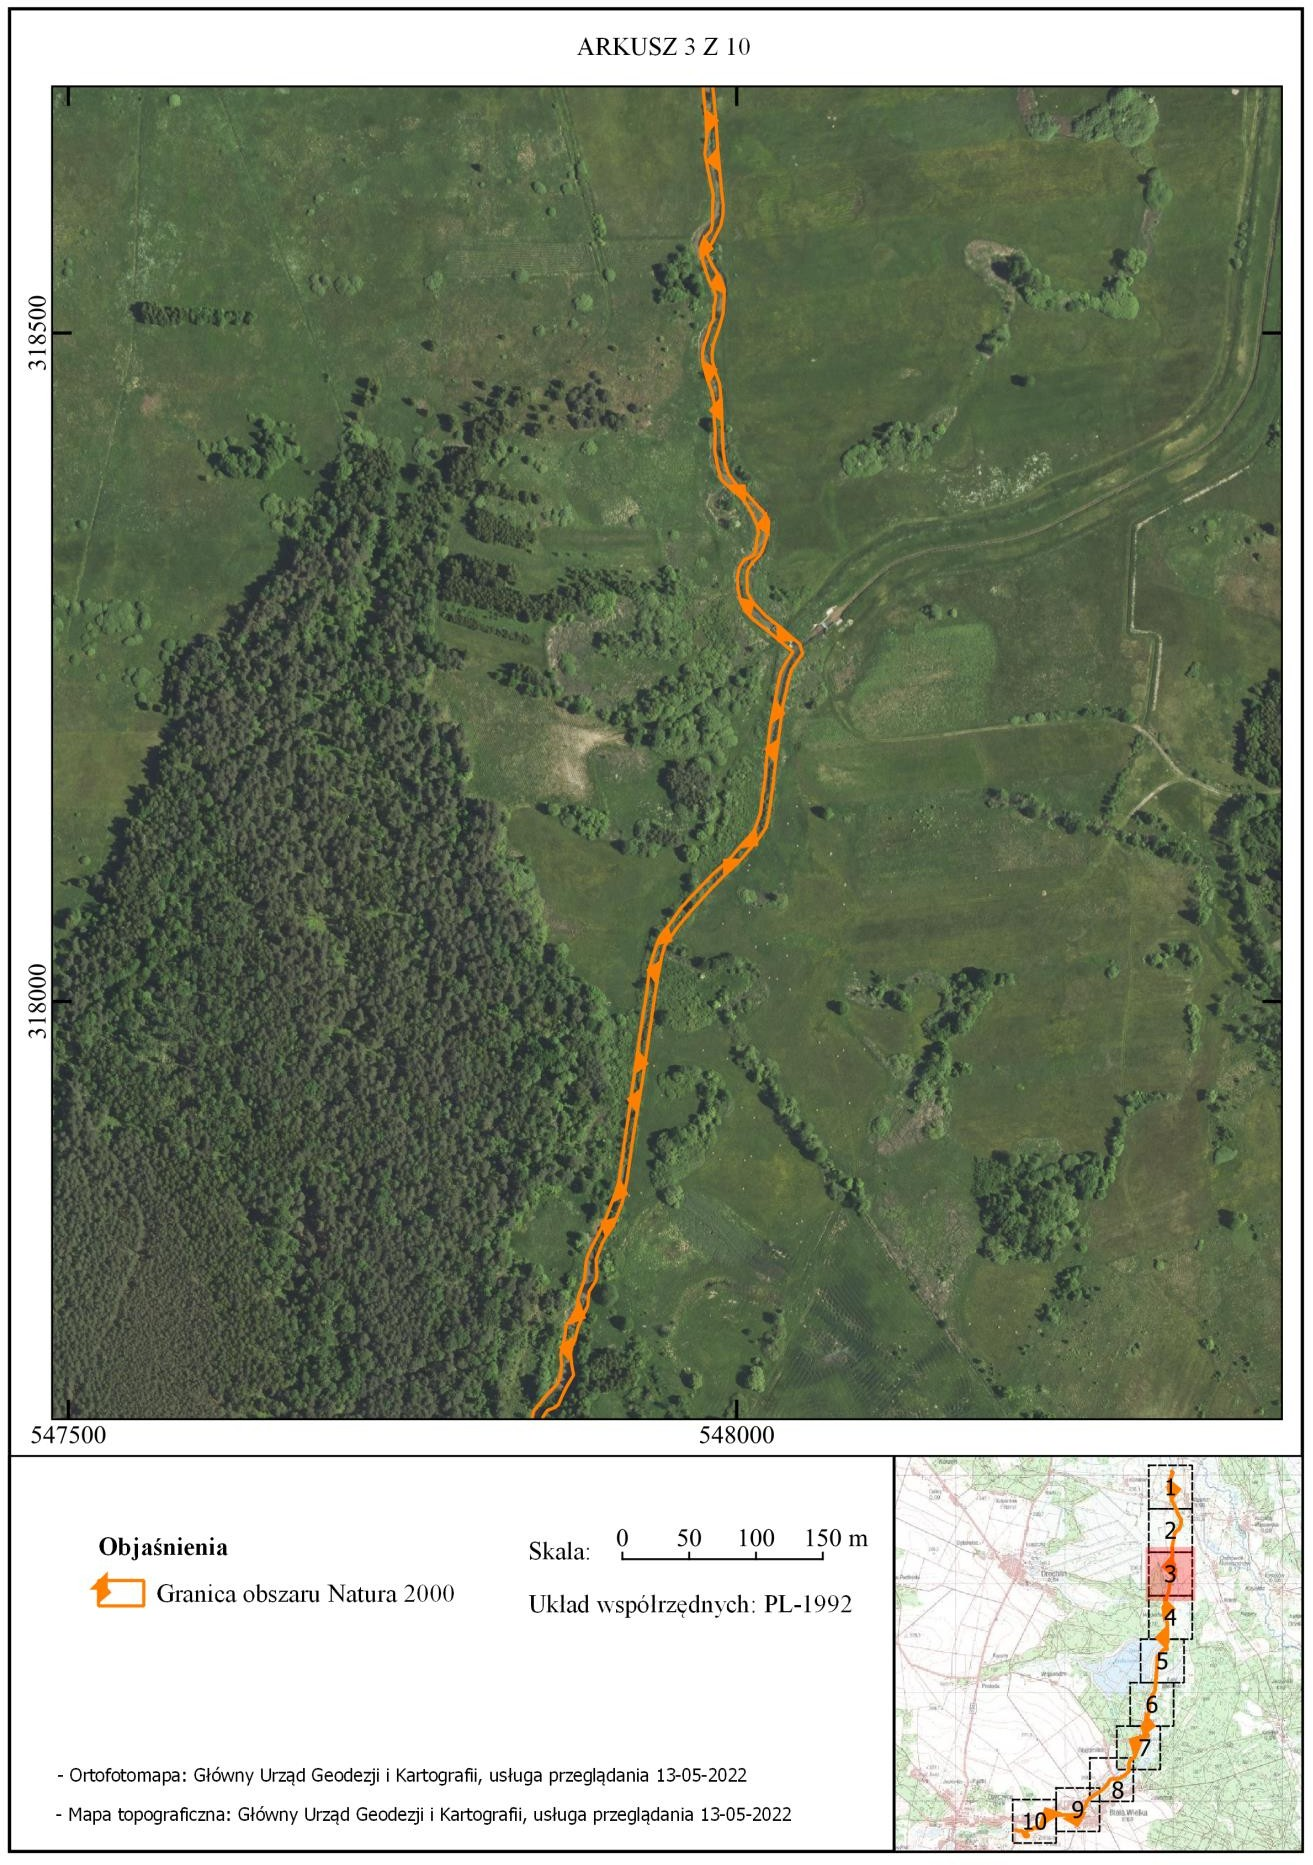 ARKUSZ 3 Z 10
318500
318000
547500
548000
Objaśnienia
Granica obszaru Natura 2000
Skala:
0 50 100 150 m
Układ współrzędnych: PL-1992
- Ortofotomapa: Główny Urząd Geodezji i Kartografii, usługa przeglądania 13-05-2022
- Mapa topograficzna: Główny Urząd Geodezji i Kartografii, usługa przeglądania 13-05-2022
1
2
3
4
5
6
7
8
9
10
Biała Wielka